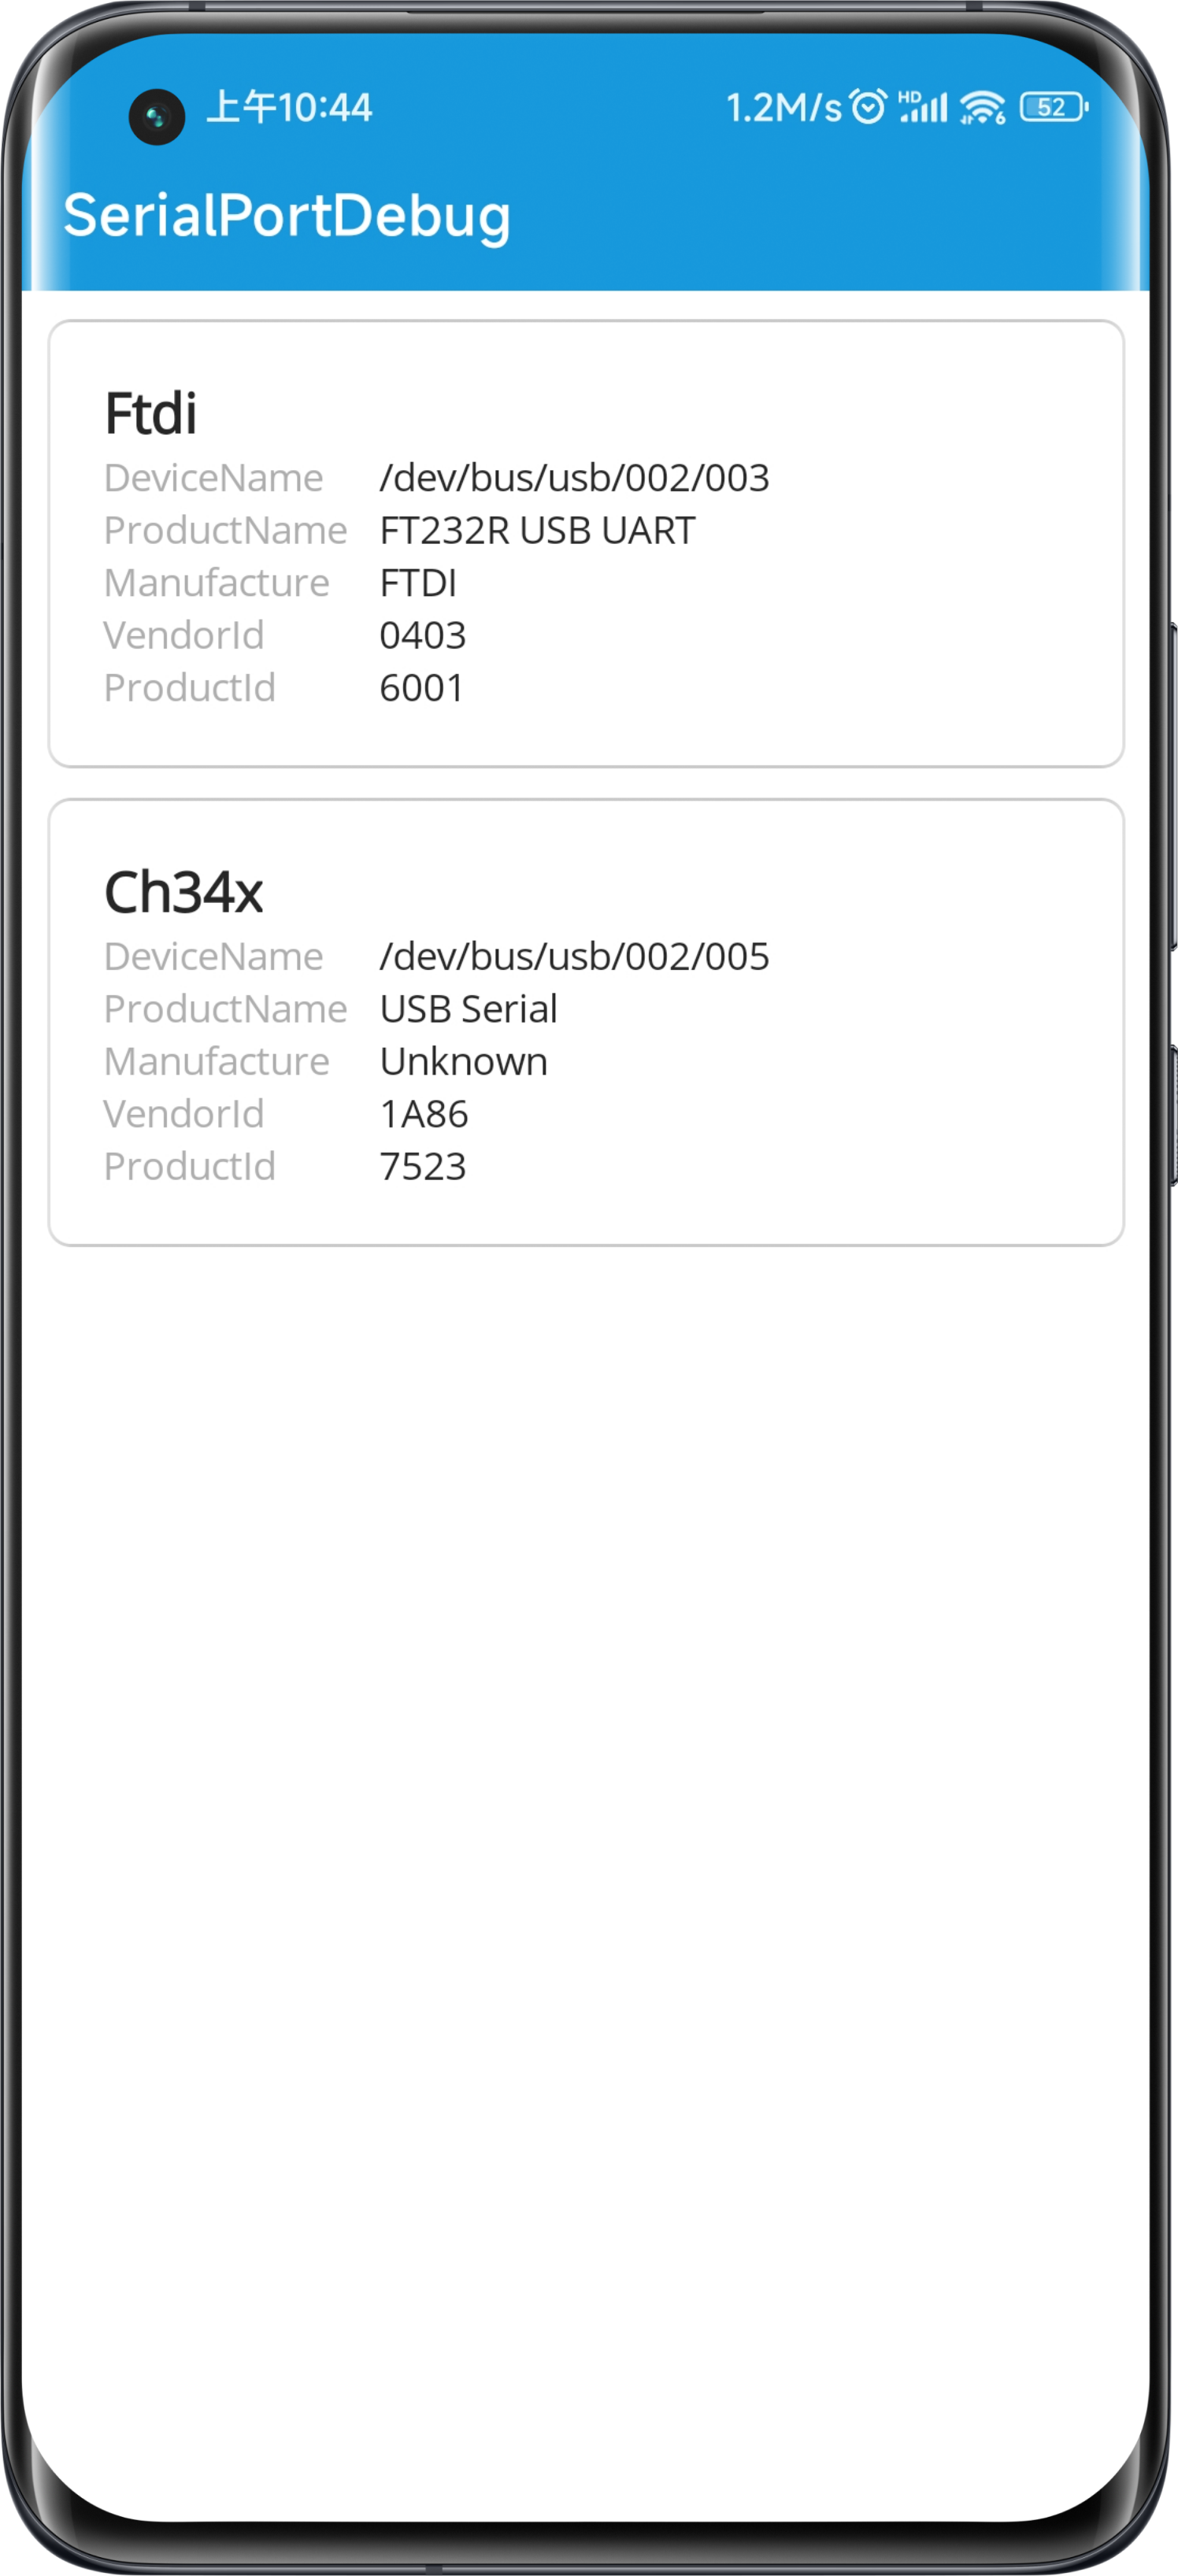 上午10:44 1.2M/s HD 6 52
SerialPortDebug
Ftdi
DeviceName /dev/bus/usb/002/003
ProductName FT232R USB UART
Manufacture FTDI
VendorId 0403
ProductId 6001
Ch34x
DeviceName /dev/bus/usb/002/005
ProductName USB Serial
Manufacture Unknown
VendorId 1A86
ProductId 7523